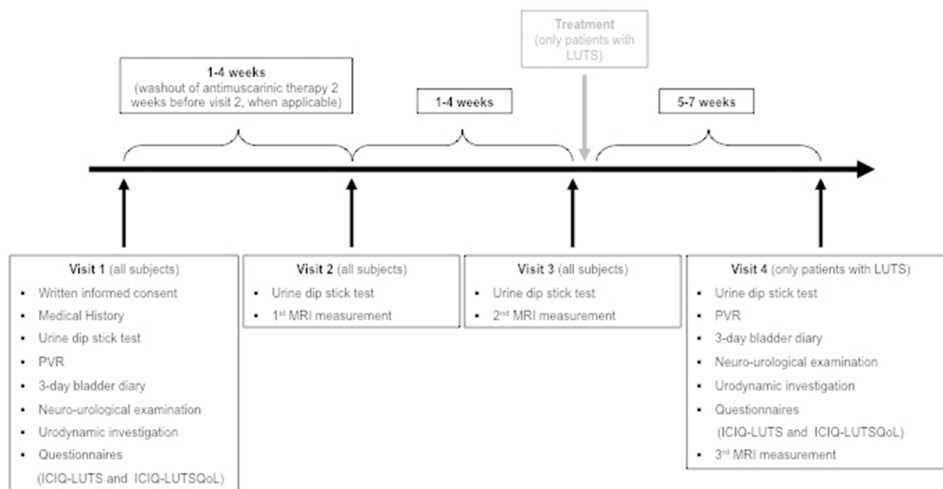 Treatment
(only patients with
LUTS)
1-4 weeks
(washout of antimuscarinic therapy 2
weeks before visit 2, when applicable)
1-4 weeks
5-7 weeks
Visit 1 (all subjects)
▪ Written informed consent
▪ Medical History
▪ Urine dip stick test
▪ PVR
▪ 3-day bladder diary
▪ Neuro-urological examination
▪ Urodynamic investigation
▪ Questionnaires
(ICIQ-LUTS and ICIQ-LUTSQoL)
Visit 2 (all subjects)
▪ Urine dip stick test
▪ 1st MRI measurement
Visit 3 (all subjects)
▪ Urine dip stick test
▪ 2nd MRI measurement
Visit 4 (only patients with LUTS)
▪ Urine dip stick test
▪ PVR
▪ 3-day bladder diary
▪ Neuro-urological examination
▪ Urodynamic investigation
▪ Questionnaires
(ICIQ-LUTS and ICIQ-LUTSQoL)
▪ 3rd MRI measurement